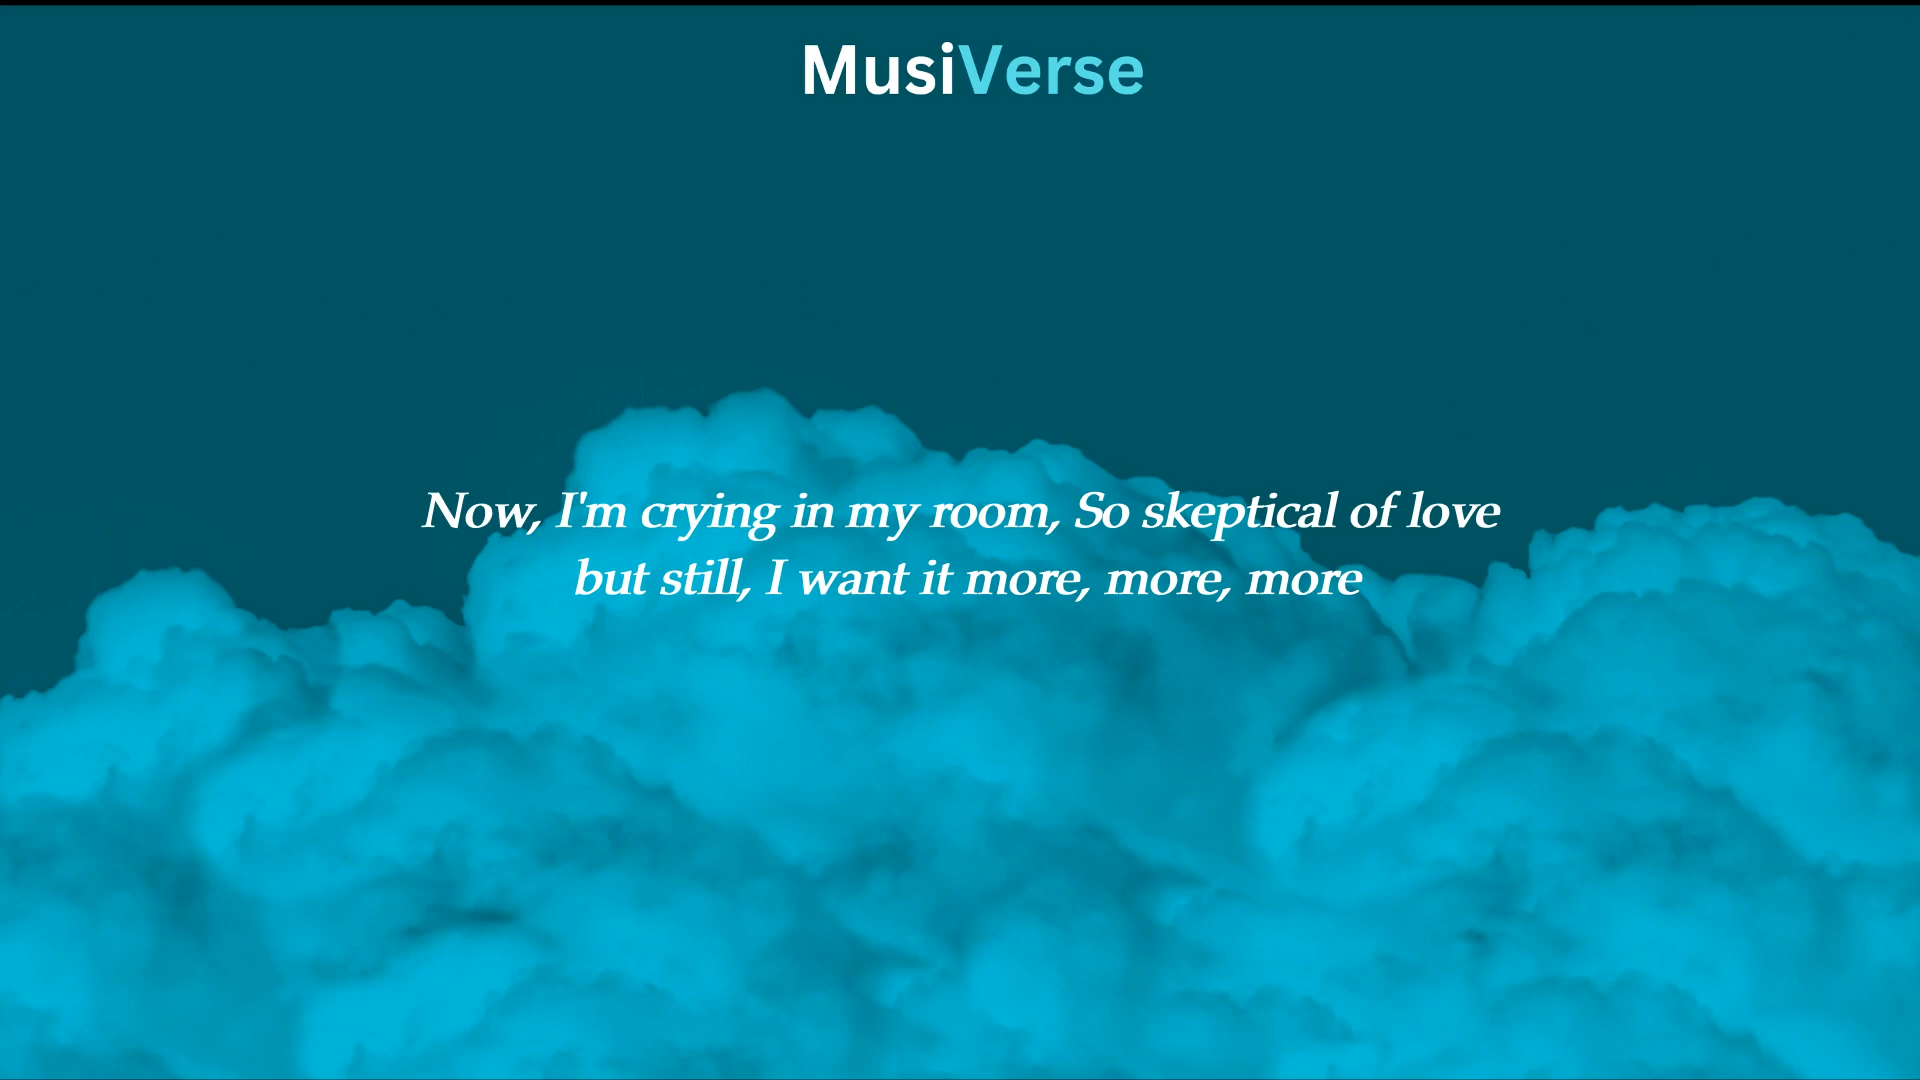 MusiVerse
Now, I'm crying in my room, So skeptical of love
but still, I want it more, more, more